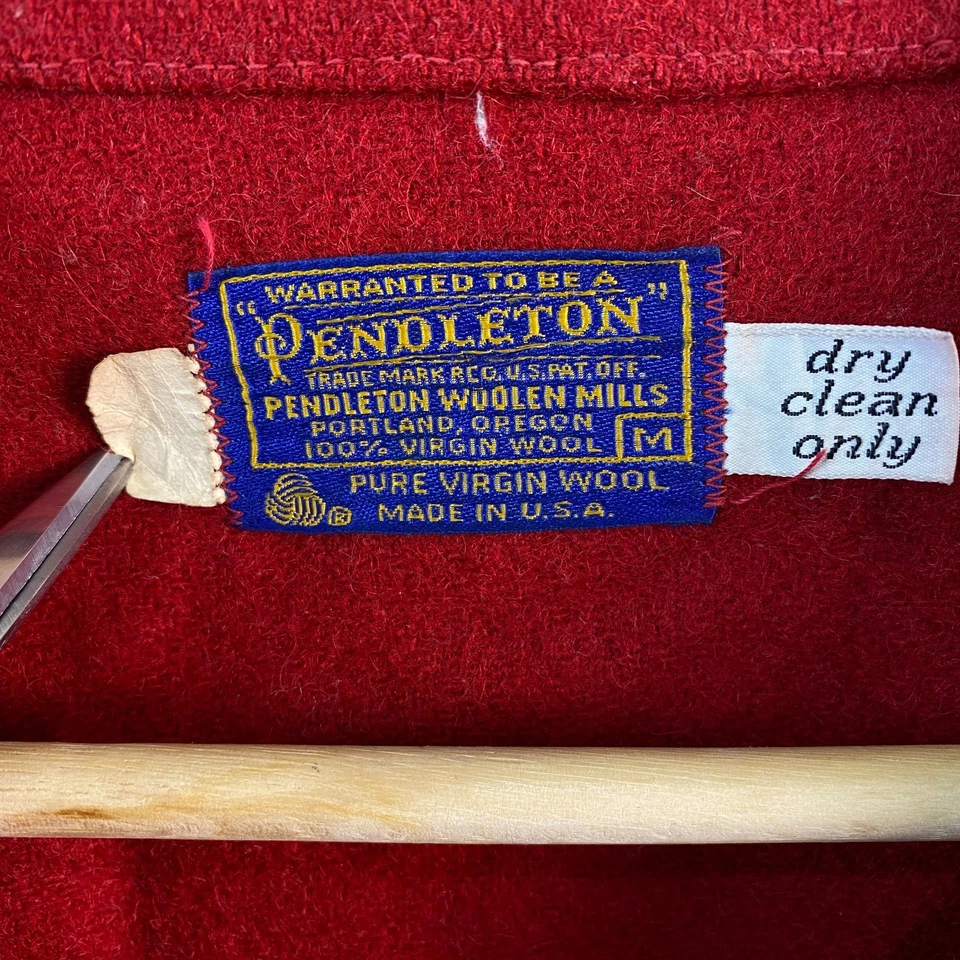 "WARRANTED TO BE A
PENDLETON"
TRADE MARK REG. U.S. PAT. OFF.
PENDLETON WOOLEN MILLS
PORTLAND, OREGON
100% VIRGIN WOOL M
PURE VIRGIN WOOL
® MADE IN U.S.A.
dry
clean
only